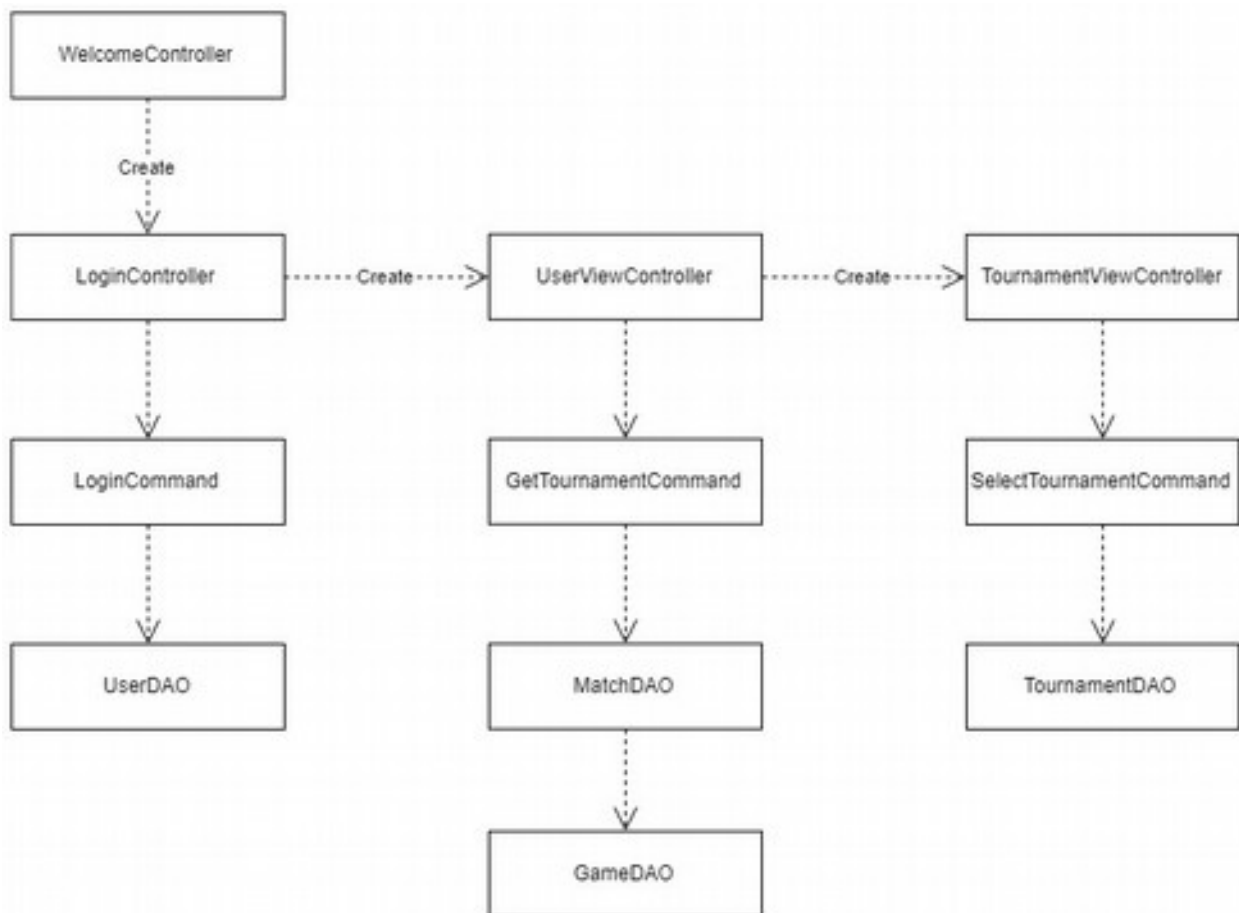 WelcomeController
Create
LoginController
Create
UserViewController
Create
TournamentViewController
LoginCommand
GetTournamentCommand
SelectTournamentCommand
UserDAO
MatchDAO
TournamentDAO
GameDAO